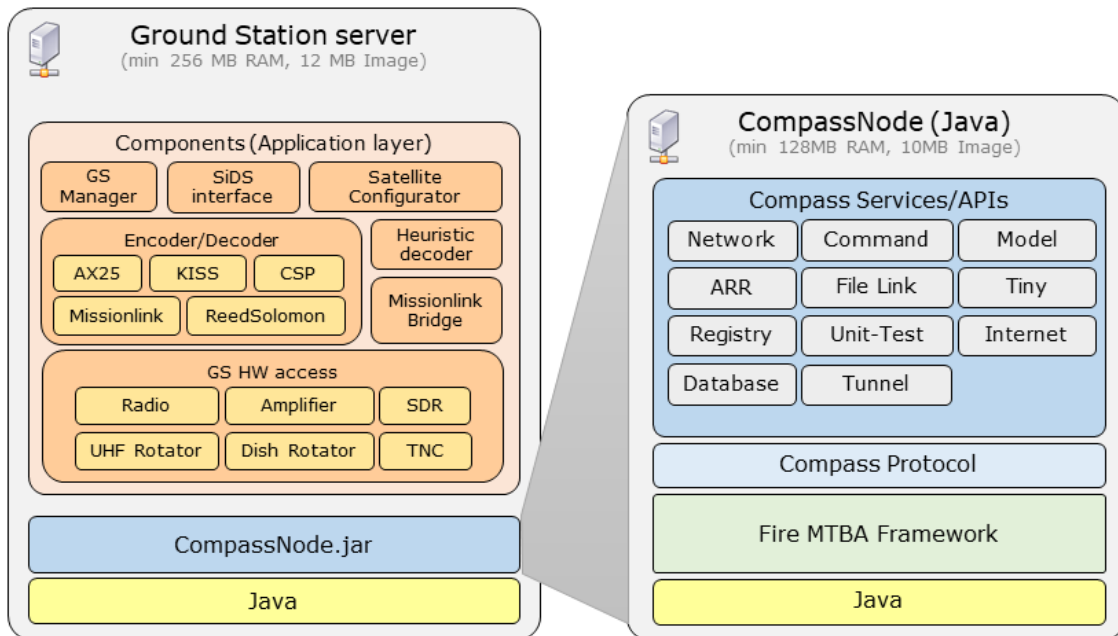 Ground Station server
(min 256 MB RAM, 12 MB Image)
Components (Application layer)
GS
Manager
SiDS
interface
Satellite
Configurator
Encoder/Decoder
AX25
KISS
CSP
Missionlink
ReedSolomon
Heuristic
decoder
Missionlink
Bridge
GS HW access
Radio
Amplifier
SDR
UHF Rotator
Dish Rotator
TNC
CompassNode.jar
Java
CompassNode (Java)
(min 128MB RAM, 10MB Image)
Compass Services/APIs
Network
Command
Model
ARR
File Link
Tiny
Registry
Unit-Test
Internet
Database
Tunnel
Compass Protocol
Fire MTBA Framework
Java